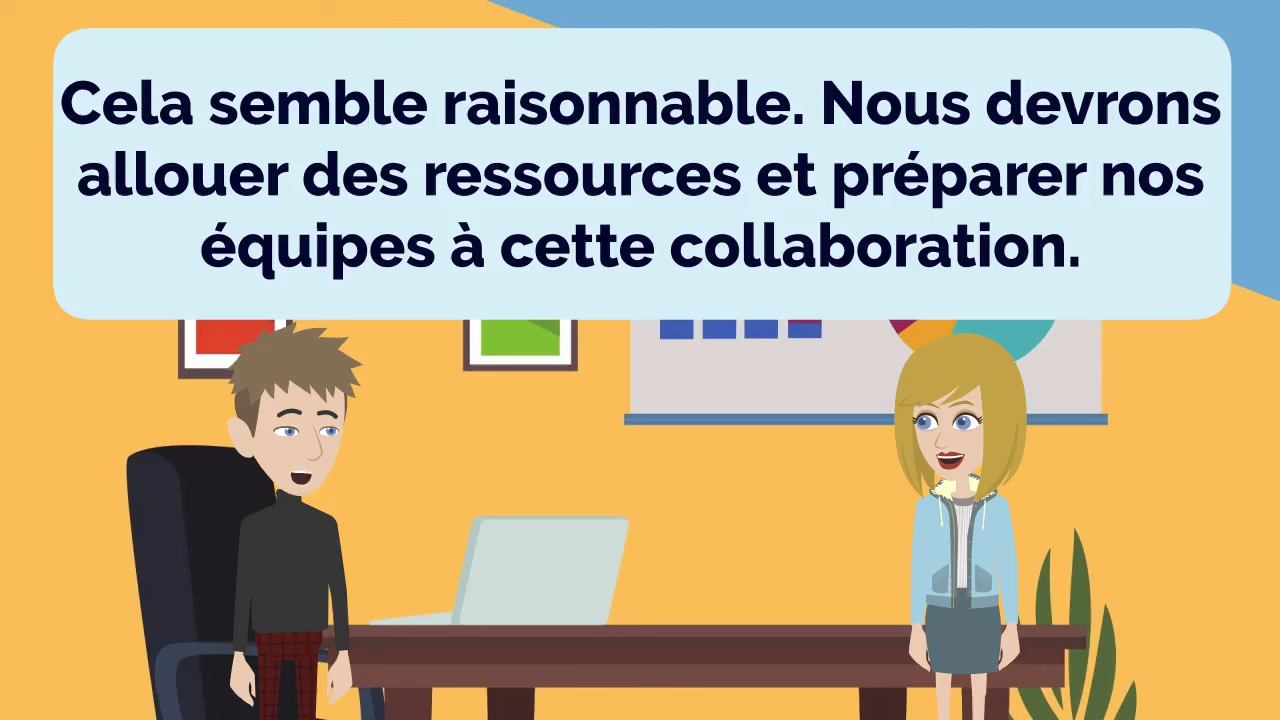 Cela semble raisonnable. Nous devrons
allouer des ressources et préparer nos
équipes à cette collaboration.